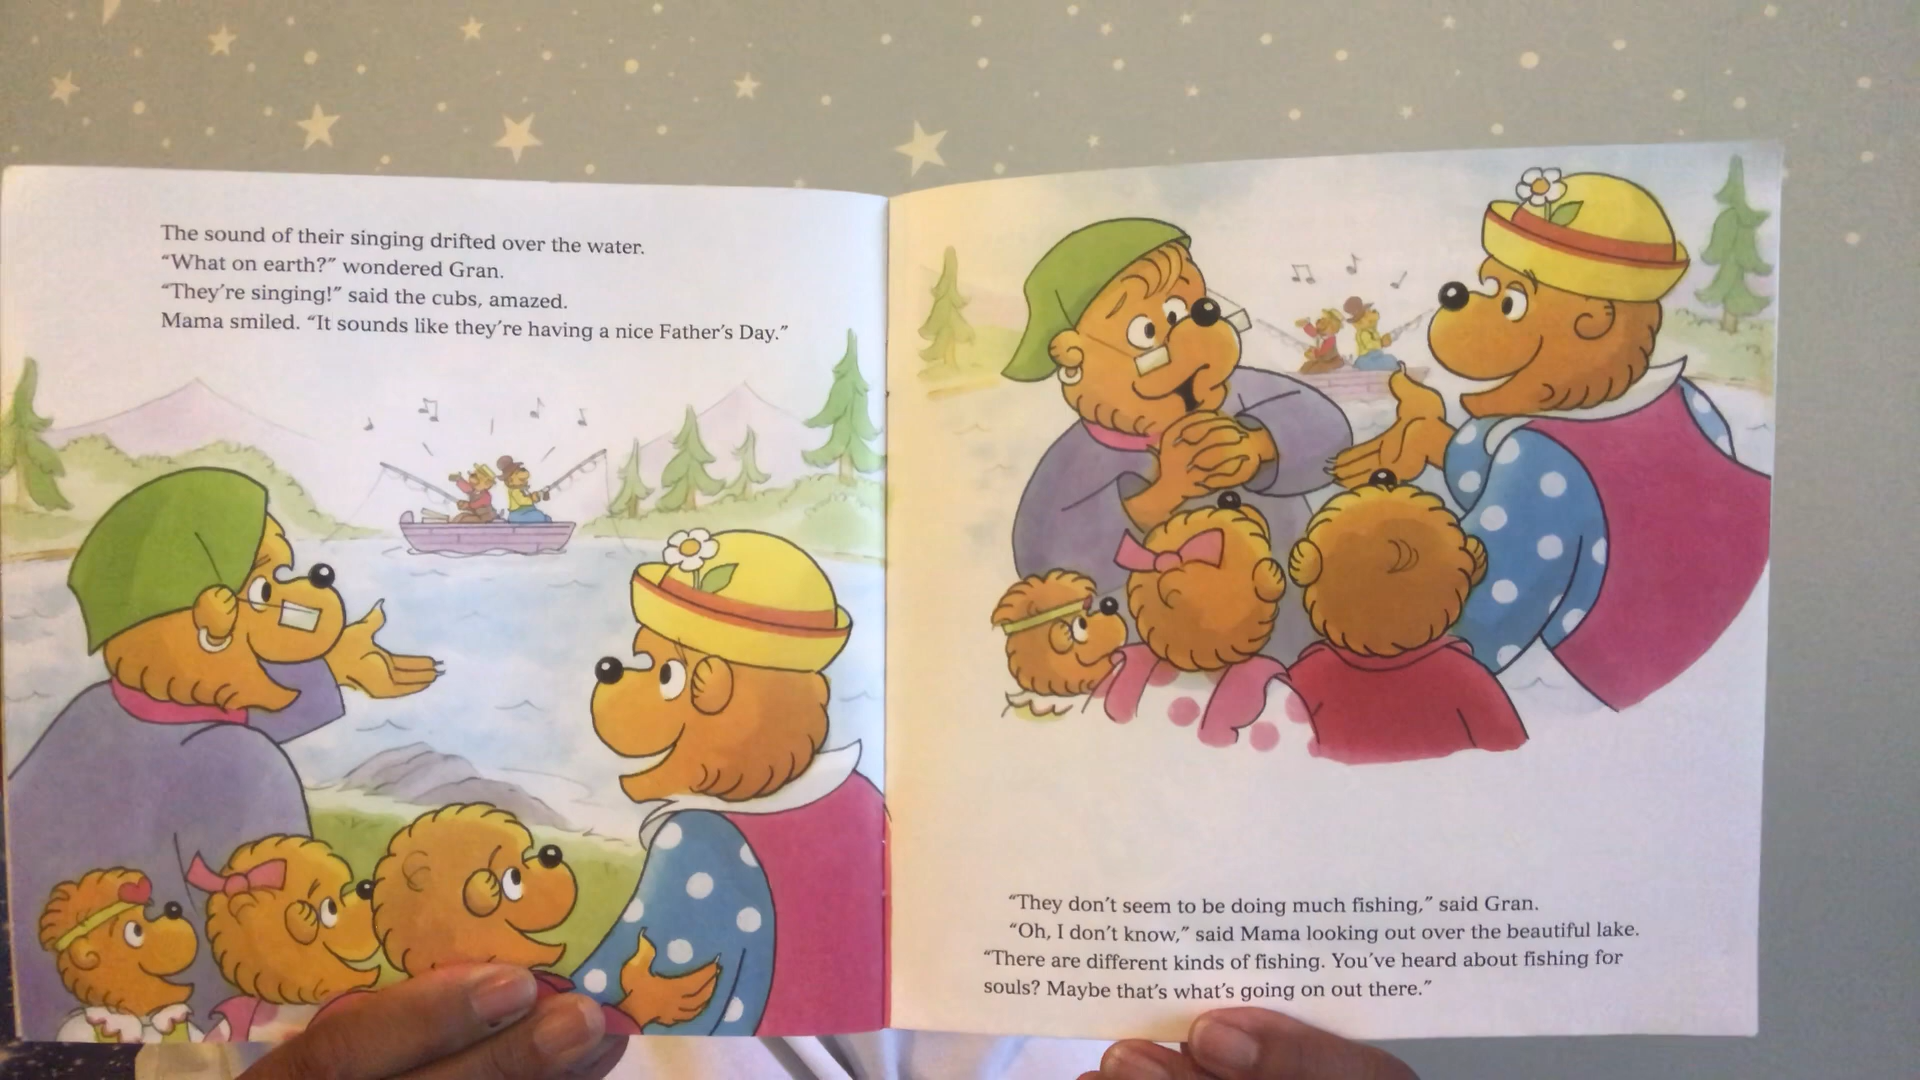 The sound of their singing drifted over the water.
“What on earth?” wondered Gran.
“They’re singing!” said the cubs, amazed.
Mama smiled. “It sounds like they’re having a nice Father’s Day.”
“They don’t seem to be doing much fishing,” said Gran.
“Oh, I don’t know,” said Mama looking out over the beautiful lake.
“There are different kinds of fishing. You’ve heard about fishing for
souls? Maybe that’s what’s going on out there.”